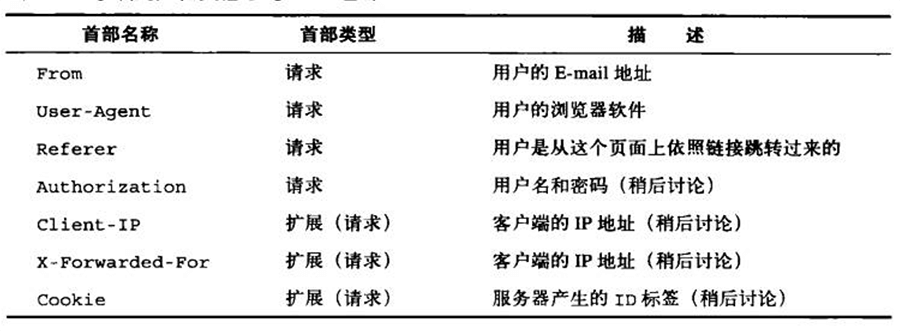 首部名称 首部类型 描 述
From 请求 用户的 E-mail 地址
User-Agent 请求 用户的浏览器软件
Referer 请求 用户是从这个页面上依照链接跳转过来的
Authorization 请求 用户名和密码（稍后讨论）
Client-IP 扩展（请求） 客户端的 IP 地址（稍后讨论）
X-Forwarded-For 扩展（请求） 客户端的 IP 地址（稍后讨论）
Cookie 扩展（请求） 服务器产生的 ID 标签（稍后讨论）